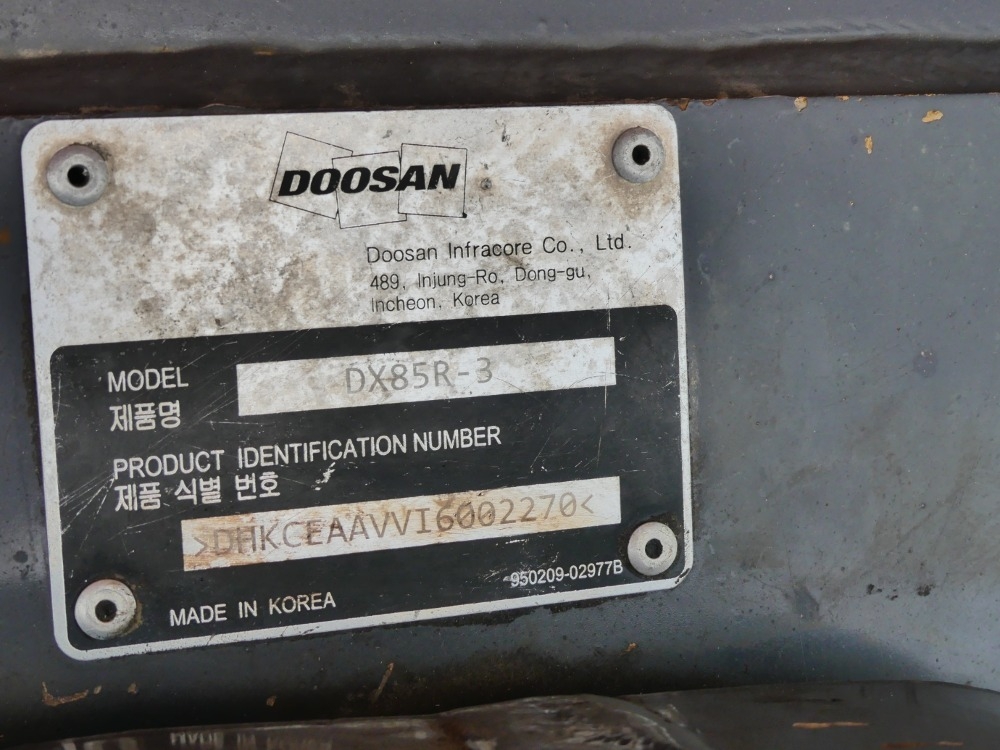 DOOSAN
Doosan Infracore Co., Ltd.
489, Injung-Ro, Dong-gu,
Incheon, Korea
MODEL DX85R-3
제품명
PRODUCT IDENTIFICATION NUMBER
제품 식별 번호
>DHKCEAAVVI6002270<
950209-02977B
MADE IN KOREA